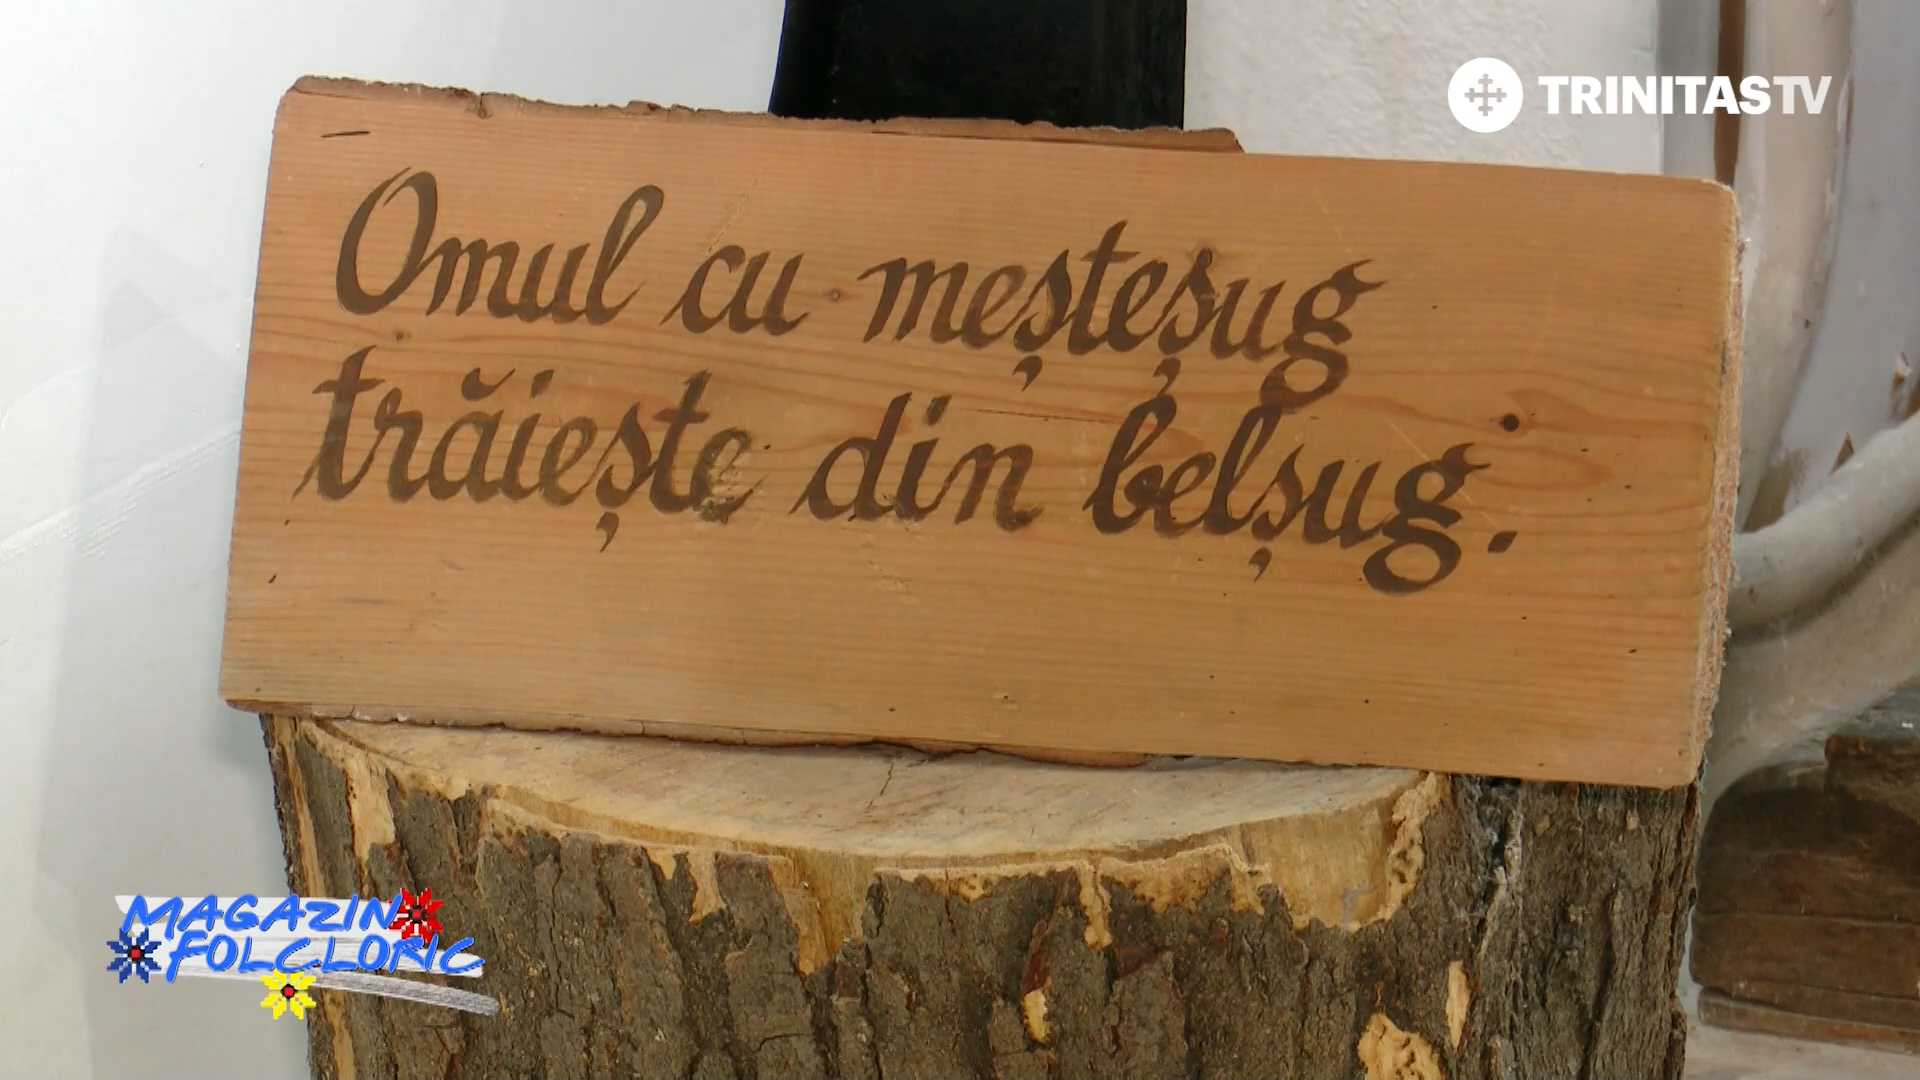 TRINITAS TV
Omul cu meșteșug
trăiește din belșug.
MAGAZIN
FOLCLORIC